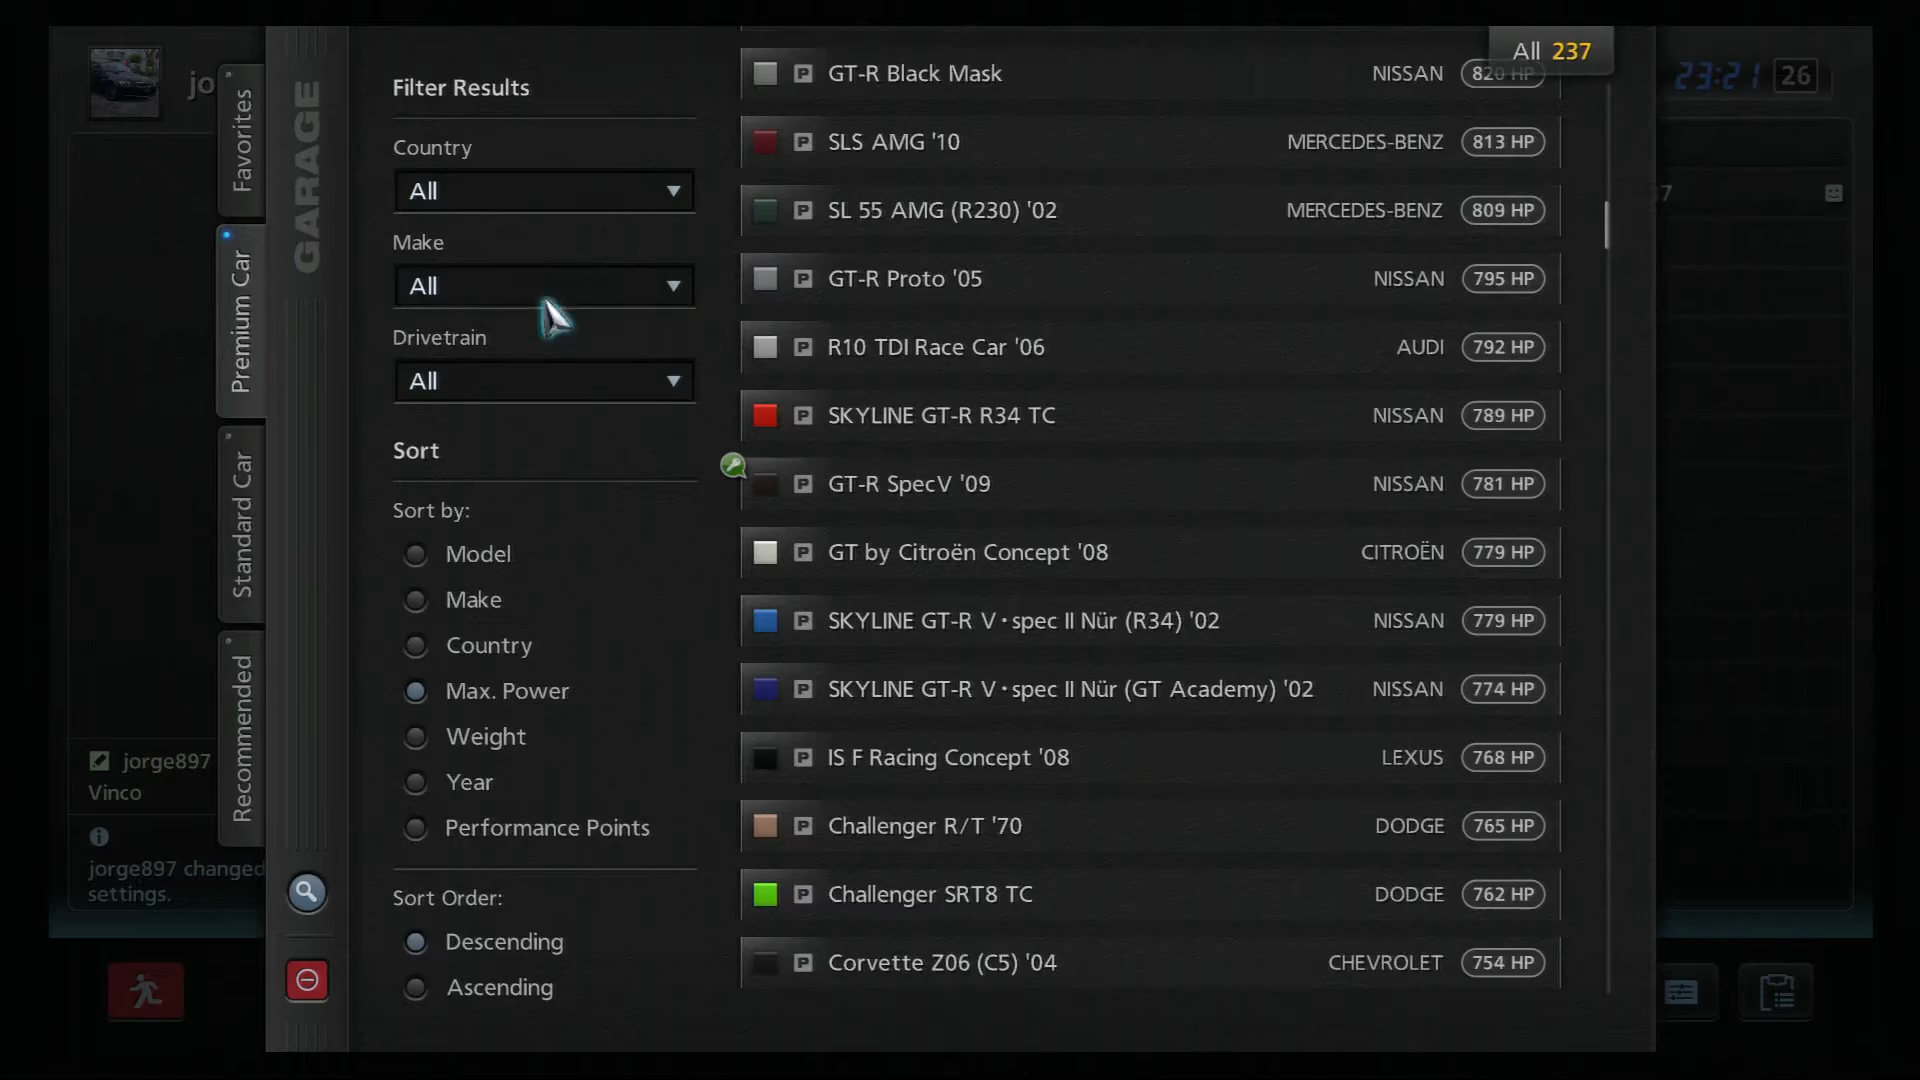 jo
Favorites
Premium Car
Standard Car
Recommended
GARAGE
jorge897
Vinco
jorge897 changed
settings.
Filter Results
Country
All
Make
All
Drivetrain
All
Sort
Sort by:
Model
Make
Country
Max. Power
Weight
Year
Performance Points
Sort Order:
Descending
Ascending
All 237
23:21 26
P GT-R Black Mask NISSAN 820 HP
P SLS AMG '10 MERCEDES-BENZ 813 HP
P SL 55 AMG (R230) '02 MERCEDES-BENZ 809 HP
P GT-R Proto '05 NISSAN 795 HP
P R10 TDI Race Car '06 AUDI 792 HP
P SKYLINE GT-R R34 TC NISSAN 789 HP
P GT-R SpecV '09 NISSAN 781 HP
P GT by Citroën Concept '08 CITROËN 779 HP
P SKYLINE GT-R V・spec II Nür (R34) '02 NISSAN 779 HP
P SKYLINE GT-R V・spec II Nür (GT Academy) '02 NISSAN 774 HP
P IS F Racing Concept '08 LEXUS 768 HP
P Challenger R/T '70 DODGE 765 HP
P Challenger SRT8 TC DODGE 762 HP
P Corvette Z06 (C5) '04 CHEVROLET 754 HP